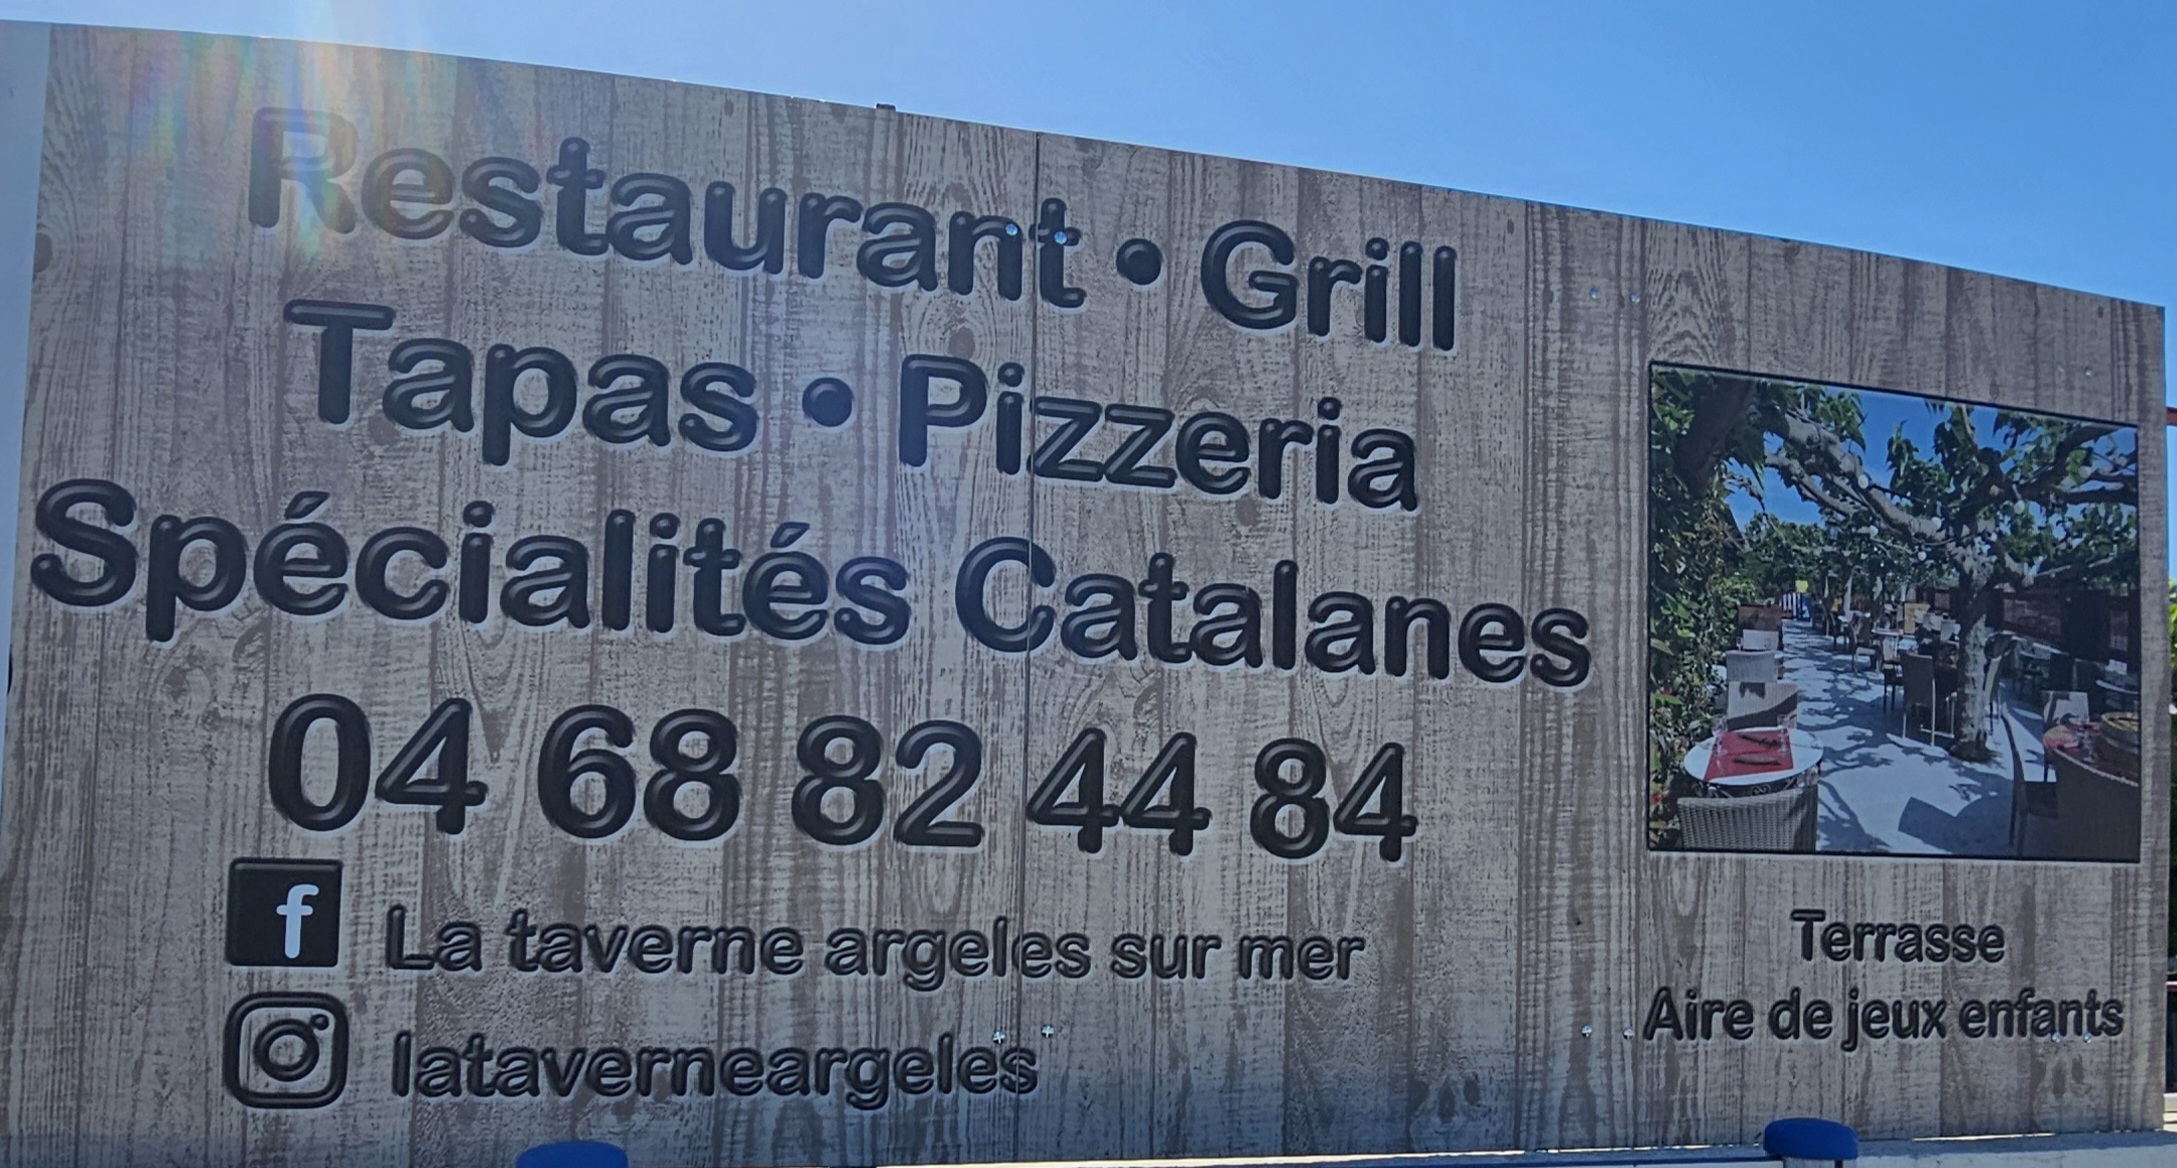 Restaurant • Grill
Tapas • Pizzeria
Spécialités Catalanes
04 68 82 44 84
f La taverne argeles sur mer
lataverneargeles
Terrasse
Aire de jeux enfants